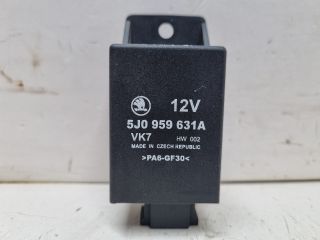 12V
5J0 959 631A
VK7 HW 002
MADE IN CZECH REPUBLIC
>PA6-GF30<